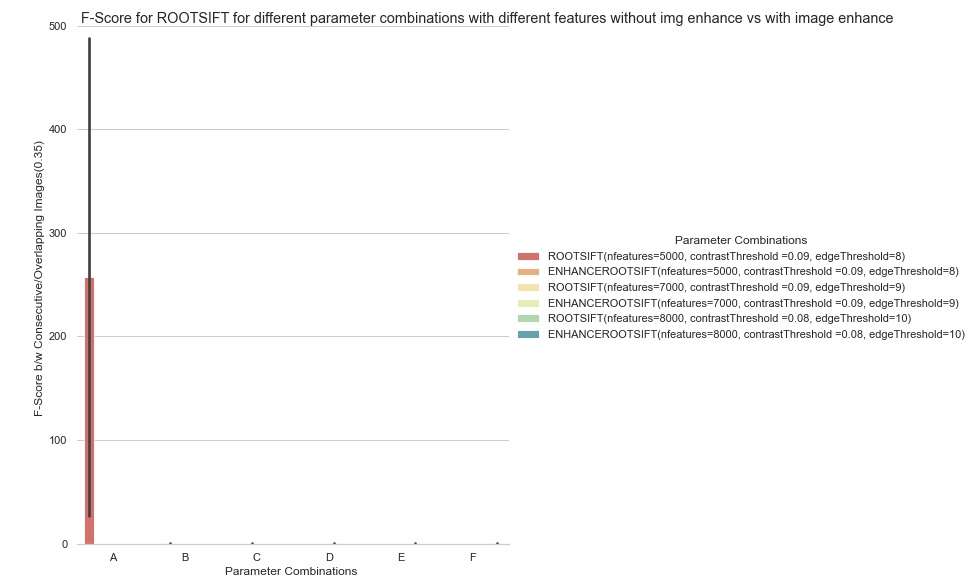 F-Score for ROOTSIFT for different parameter combinations with different features without img enhance vs with image enhance
500
400
300
200
100
0
F-Score b/w Consecutive/Overlapping Images(0.35)
A B C D E F
Parameter Combinations
Parameter Combinations
ROOTSIFT(nfeatures=5000, contrastThreshold =0.09, edgeThreshold=8)
ENHANCEROOTSIFT(nfeatures=5000, contrastThreshold =0.09, edgeThreshold=8)
ROOTSIFT(nfeatures=7000, contrastThreshold =0.09, edgeThreshold=9)
ENHANCEROOTSIFT(nfeatures=7000, contrastThreshold =0.09, edgeThreshold=9)
ROOTSIFT(nfeatures=8000, contrastThreshold =0.08, edgeThreshold=10)
ENHANCEROOTSIFT(nfeatures=8000, contrastThreshold =0.08, edgeThreshold=10)